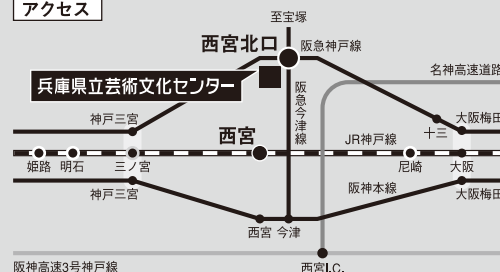 アクセス
至宝塚
西宮北口
阪急神戸線
名神高速道路
兵庫県立芸術文化センター
阪急今津線
神戸三宮
十三
大阪梅田
西宮
JR神戸線
姫路
明石
三ノ宮
尼崎
大阪
神戸三宮
阪神本線
大阪梅田
西宮
今津
阪神高速3号神戸線
西宮I.C.